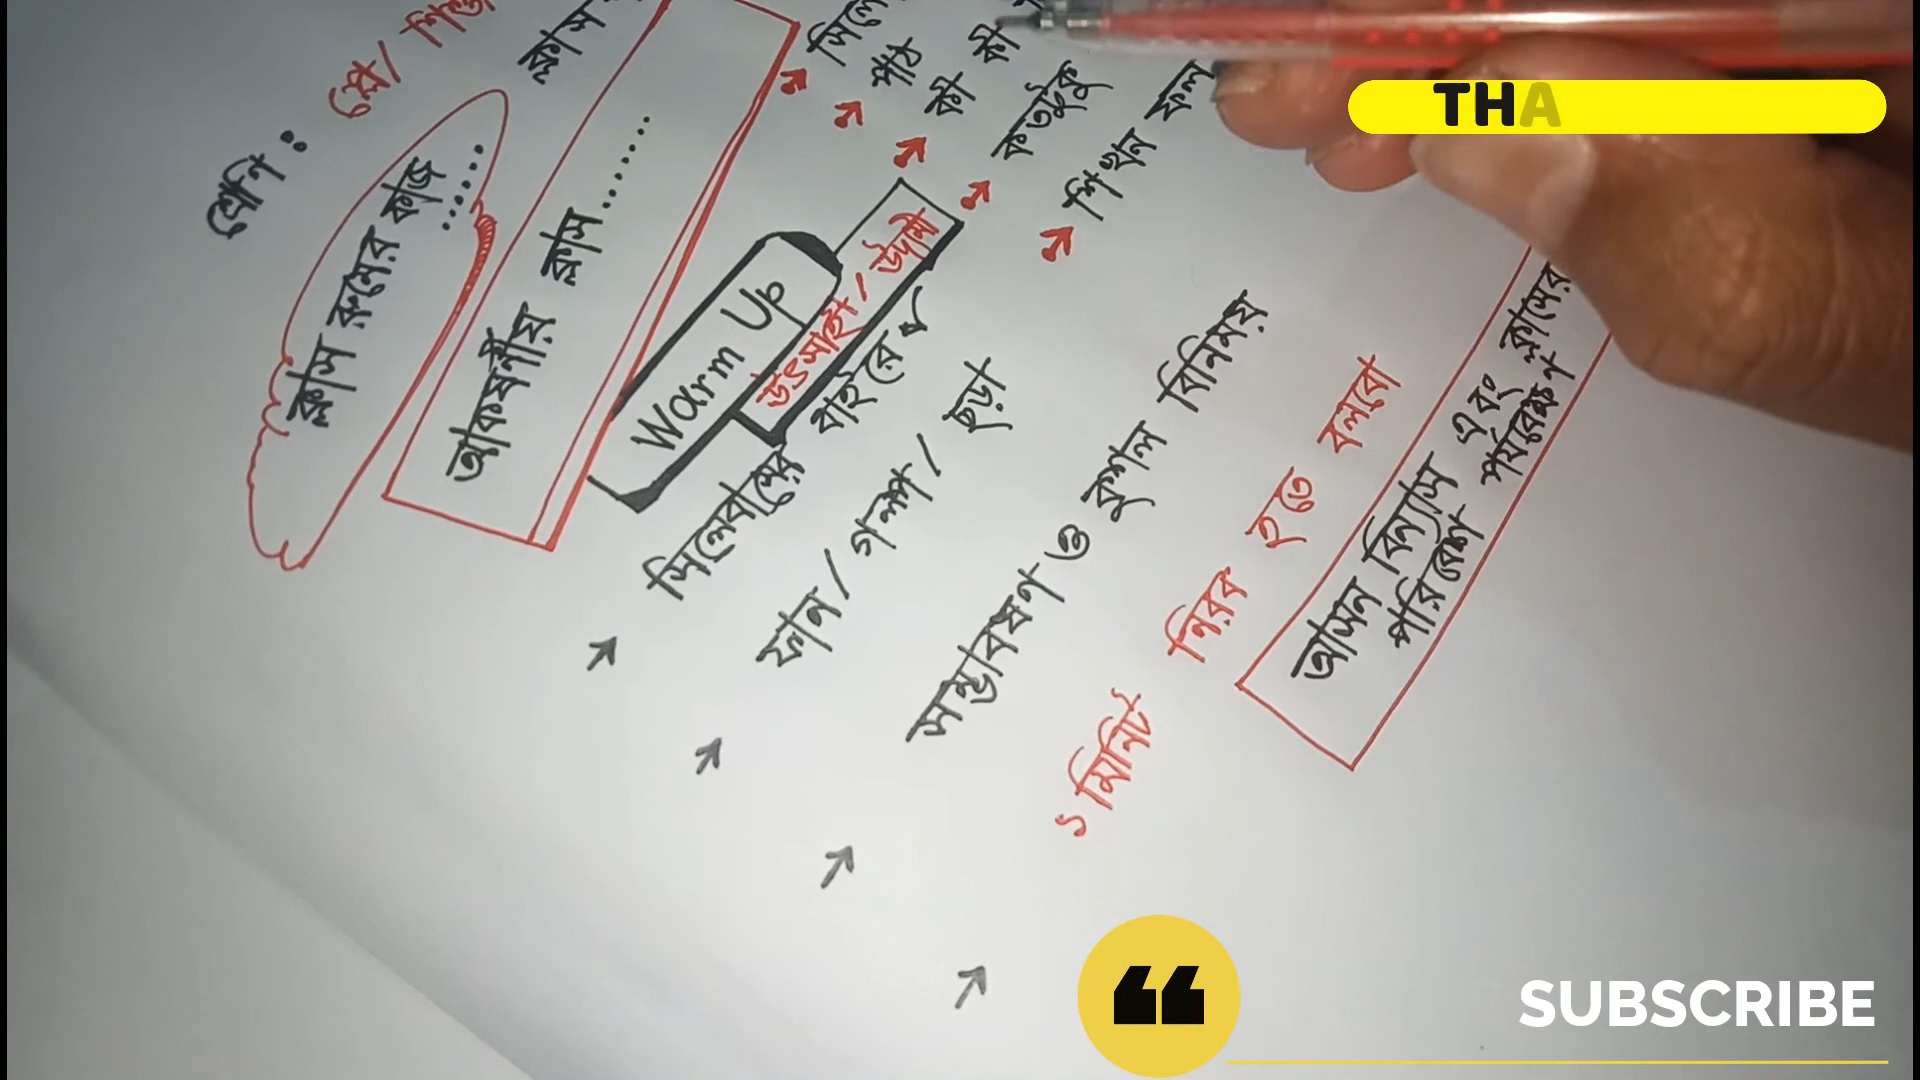 শ্রেণি :
ক্লাস রুমের কাজ ......
আকর্ষণীয় ক্লাস .......
Warm Up
উৎসাহী / উদ্দীপ্ত
সিলেবাসের বাইরে
ফান / গল্প / ছড়া
সম্ভাষণ ও কুশল বিনিময়
১ মিনিট নিরব হতে বলবো
আসন বিন্যাস এবং ক্লাসের
পরিবেশ পর্যবেক্ষণ
পাঠ
কী কী
কতটুকু
শিখন ফল
THA
SUBSCRIBE